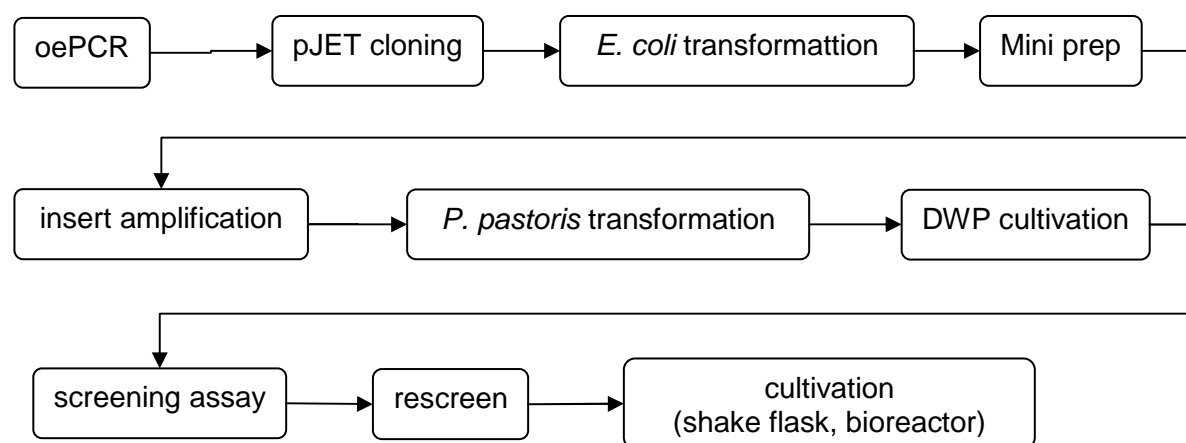 oePCR
pJET cloning
E. coli transformattion
Mini prep
insert amplification
P. pastoris transformation
DWP cultivation
screening assay
rescreen
cultivation
(shake flask, bioreactor)